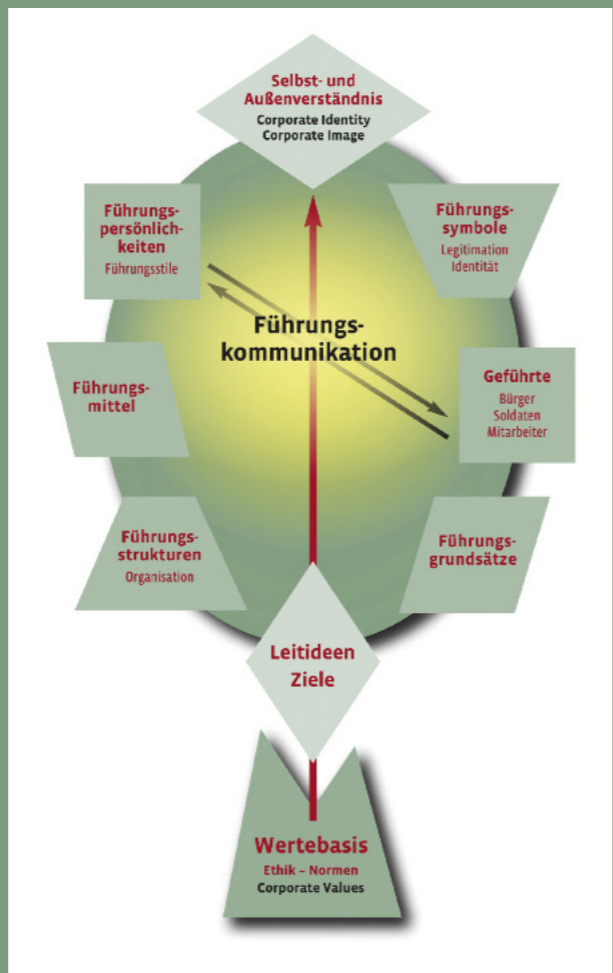 Selbst- und
Außenverständnis
Corporate Identity
Corporate Image
Führungs-
persönlich-
keiten
Führungsstile
Führungs-
symbole
Legitimation
Identität
Führungs-
kommunikation
Führungs-
mittel
Geführte
Bürger
Soldaten
Mitarbeiter
Führungs-
strukturen
Organisation
Führungs-
grundsätze
Leitideen
Ziele
Wertebasis
Ethik – Normen
Corporate Values